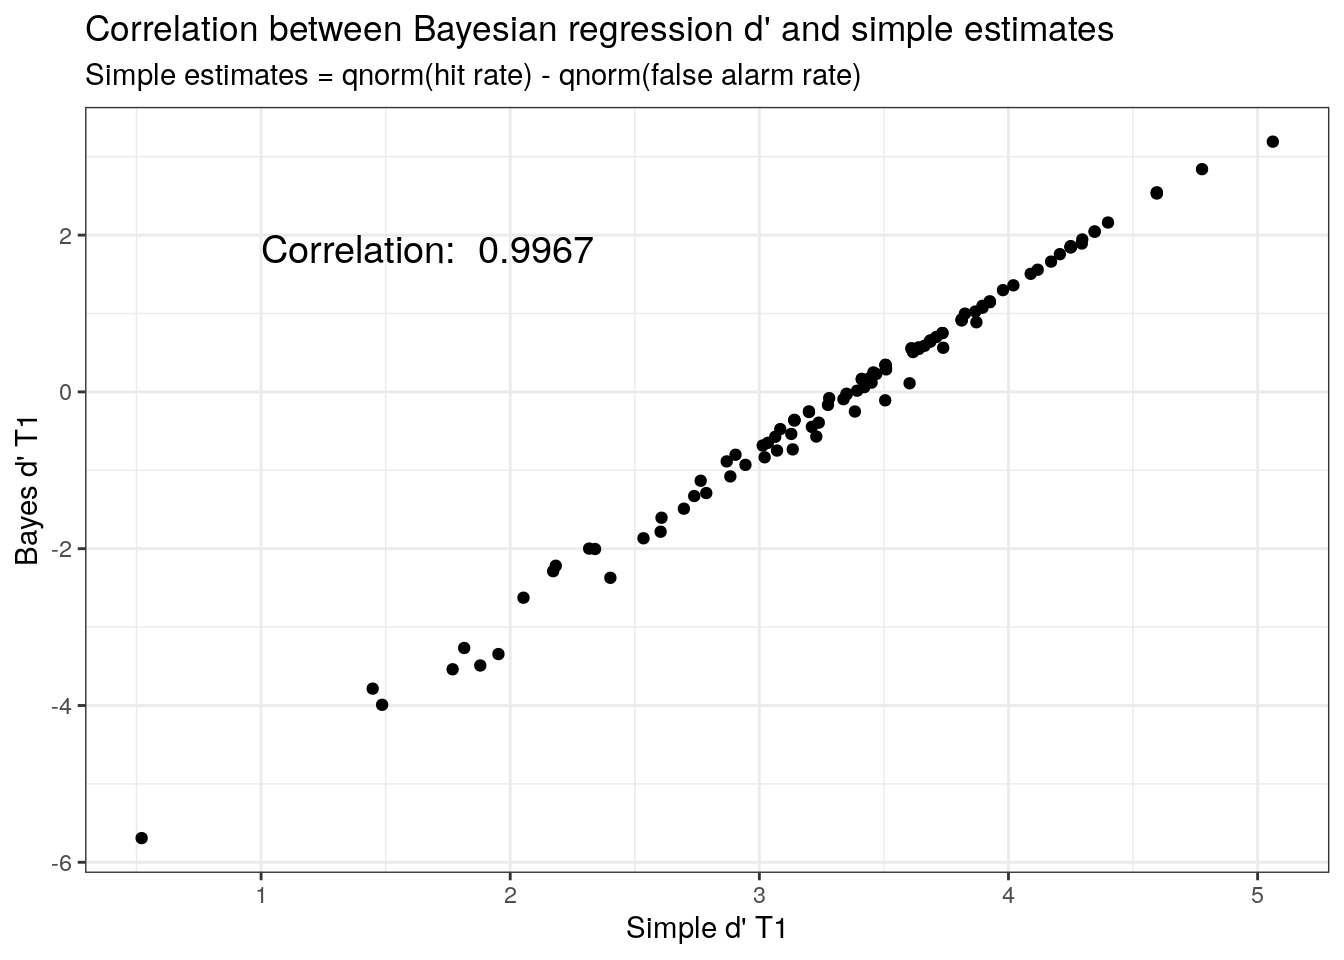 Correlation between Bayesian regression d' and simple estimates
Simple estimates = qnorm(hit rate) - qnorm(false alarm rate)
Correlation:  0.9967
2
0
-2
-4
-6
Bayes d' T1
1
2
3
4
5
Simple d' T1